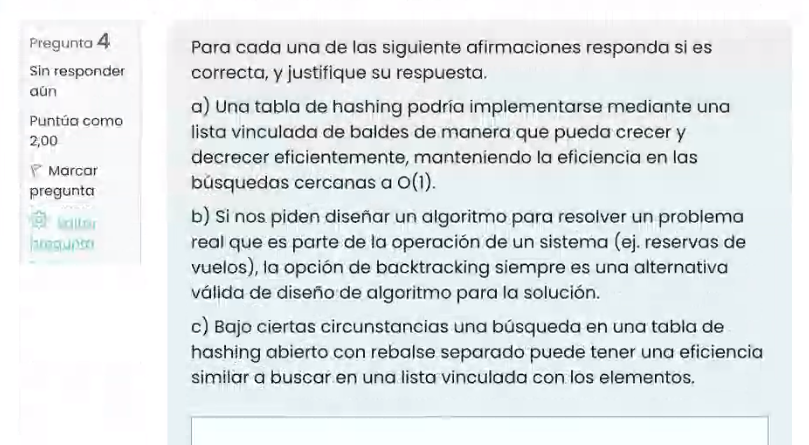 Pregunta 4
Sin responder
aún
Puntúa como
2,00
Marcar
pregunta
Editar
pregunta
Para cada una de las siguiente afirmaciones responda si es
correcta, y justifique su respuesta.
a) Una tabla de hashing podría implementarse mediante una
lista vinculada de baldes de manera que pueda crecer y
decrecer eficientemente, manteniendo la eficiencia en las
búsquedas cercanas a O(1).
b) Si nos piden diseñar un algoritmo para resolver un problema
real que es parte de la operación de un sistema (ej. reservas de
vuelos), la opción de backtracking siempre es una alternativa
válida de diseño de algoritmo para la solución.
c) Bajo ciertas circunstancias una búsqueda en una tabla de
hashing abierto con rebalse separado puede tener una eficiencia
similar a buscar en una lista vinculada con los elementos.